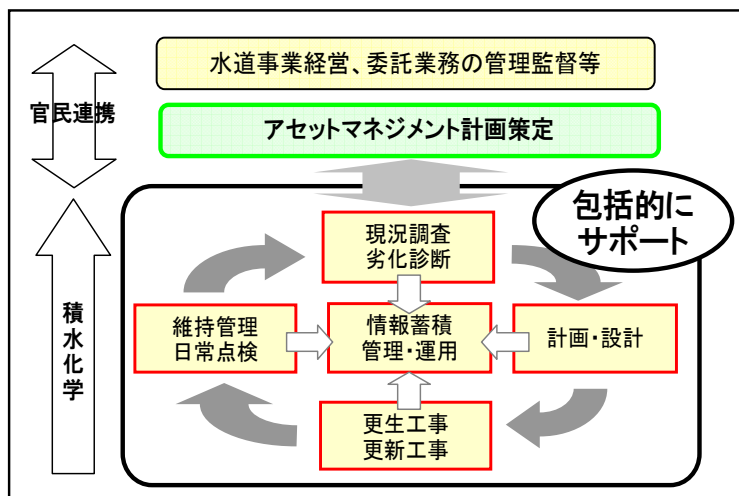 水道事業経営、委託業務の管理監督等
官民連携
アセットマネジメント計画策定
包括的に
サポート
現況調査
劣化診断
維持管理
日常点検
情報蓄積
管理・運用
計画・設計
更生工事
更新工事
積水化学